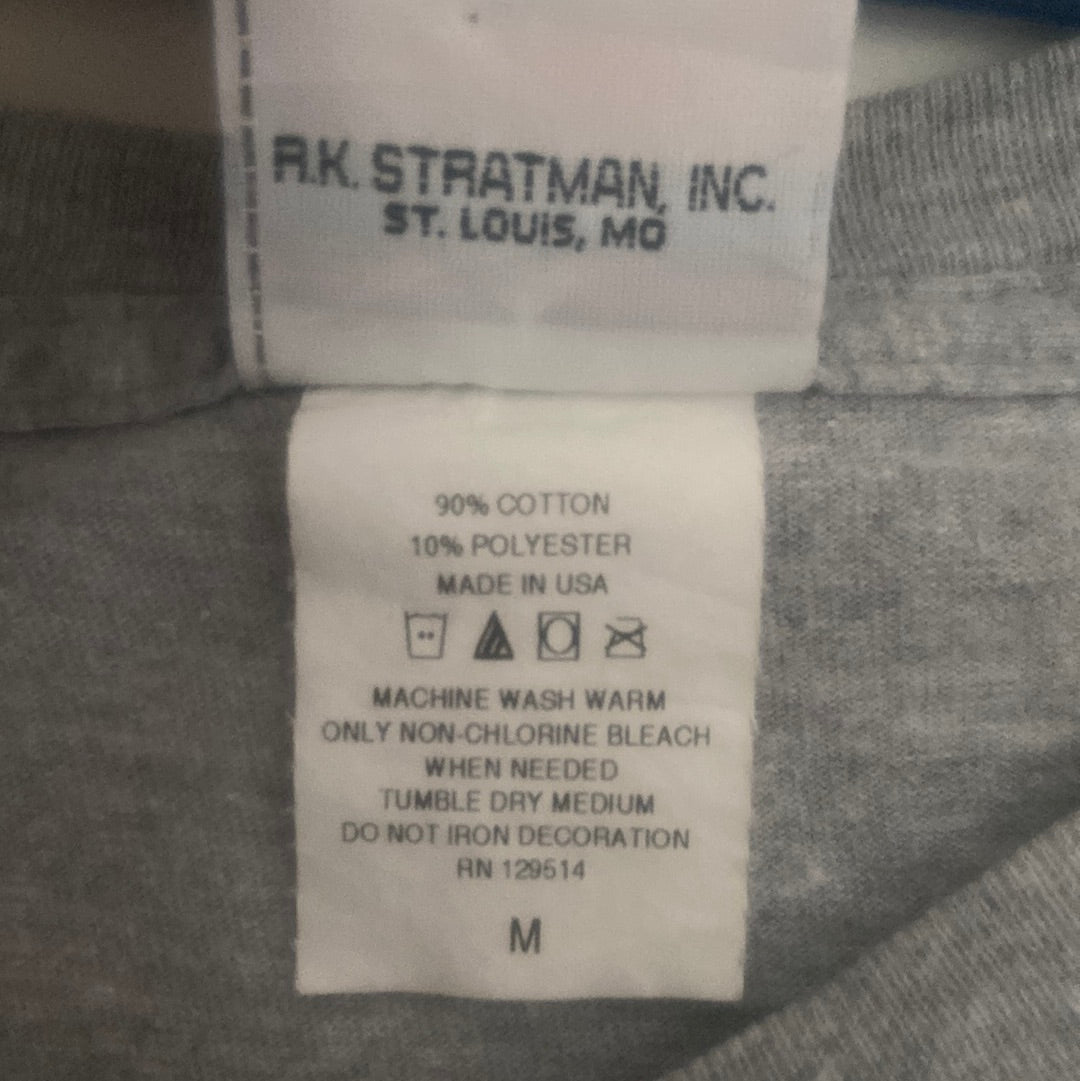 R.K. STRATMAN, INC.
ST. LOUIS, MO
90% COTTON
10% POLYESTER
MADE IN USA
MACHINE WASH WARM
ONLY NON-CHLORINE BLEACH
WHEN NEEDED
TUMBLE DRY MEDIUM
DO NOT IRON DECORATION
RN 129514
M